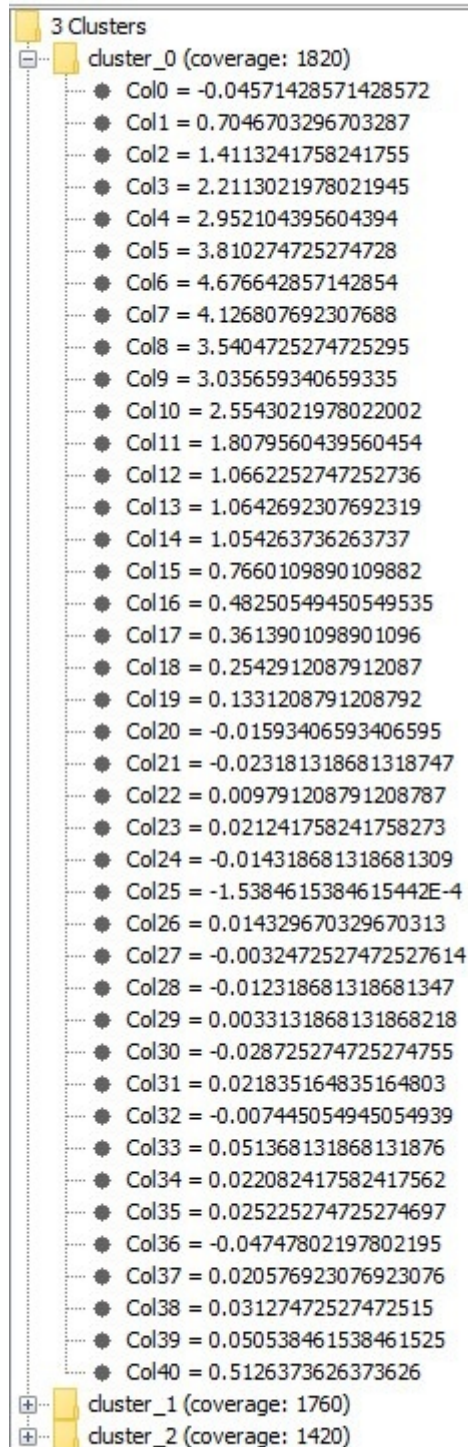 3 Clusters
cluster_0 (coverage: 1820)
Col0 = -0.04571428571428572
Col1 = 0.7046703296703287
Col2 = 1.4113241758241755
Col3 = 2.2113021978021945
Col4 = 2.952104395604394
Col5 = 3.8102747252747728
Col6 = 4.676642857142854
Col7 = 4.126807692307688
Col8 = 3.5404725274725295
Col9 = 3.035659340659335
Col10 = 2.5543021978022002
Col11 = 1.8079560439560454
Col12 = 1.0662252747252736
Col13 = 1.0642692307692319
Col14 = 1.054263736263737
Col15 = 0.7660109890109882
Col16 = 0.48250549450549535
Col17 = 0.3613901098901096
Col18 = 0.2542912087912087
Col19 = 0.1331208791208792
Col20 = -0.01593406593406595
Col21 = -0.023181318681318747
Col22 = 0.009791208791208787
Col23 = 0.021241758241758273
Col24 = -0.014318681318681309
Col25 = -1.5384615384615442E-4
Col26 = 0.014329670329670313
Col27 = -0.0032472527472527614
Col28 = -0.012318681318681347
Col29 = 0.0033131868131868218
Col30 = -0.028725274725274755
Col31 = 0.021835164835164803
Col32 = -0.007445054945054939
Col33 = 0.051368131868131876
Col34 = 0.022082417582417562
Col35 = 0.025225274725274697
Col36 = -0.04747802197802195
Col37 = 0.020576923076923076
Col38 = 0.03127472527472515
Col39 = 0.050538461538461525
Col40 = 0.5126373626373626
cluster_1 (coverage: 1760)
cluster_2 (coverage: 1420)